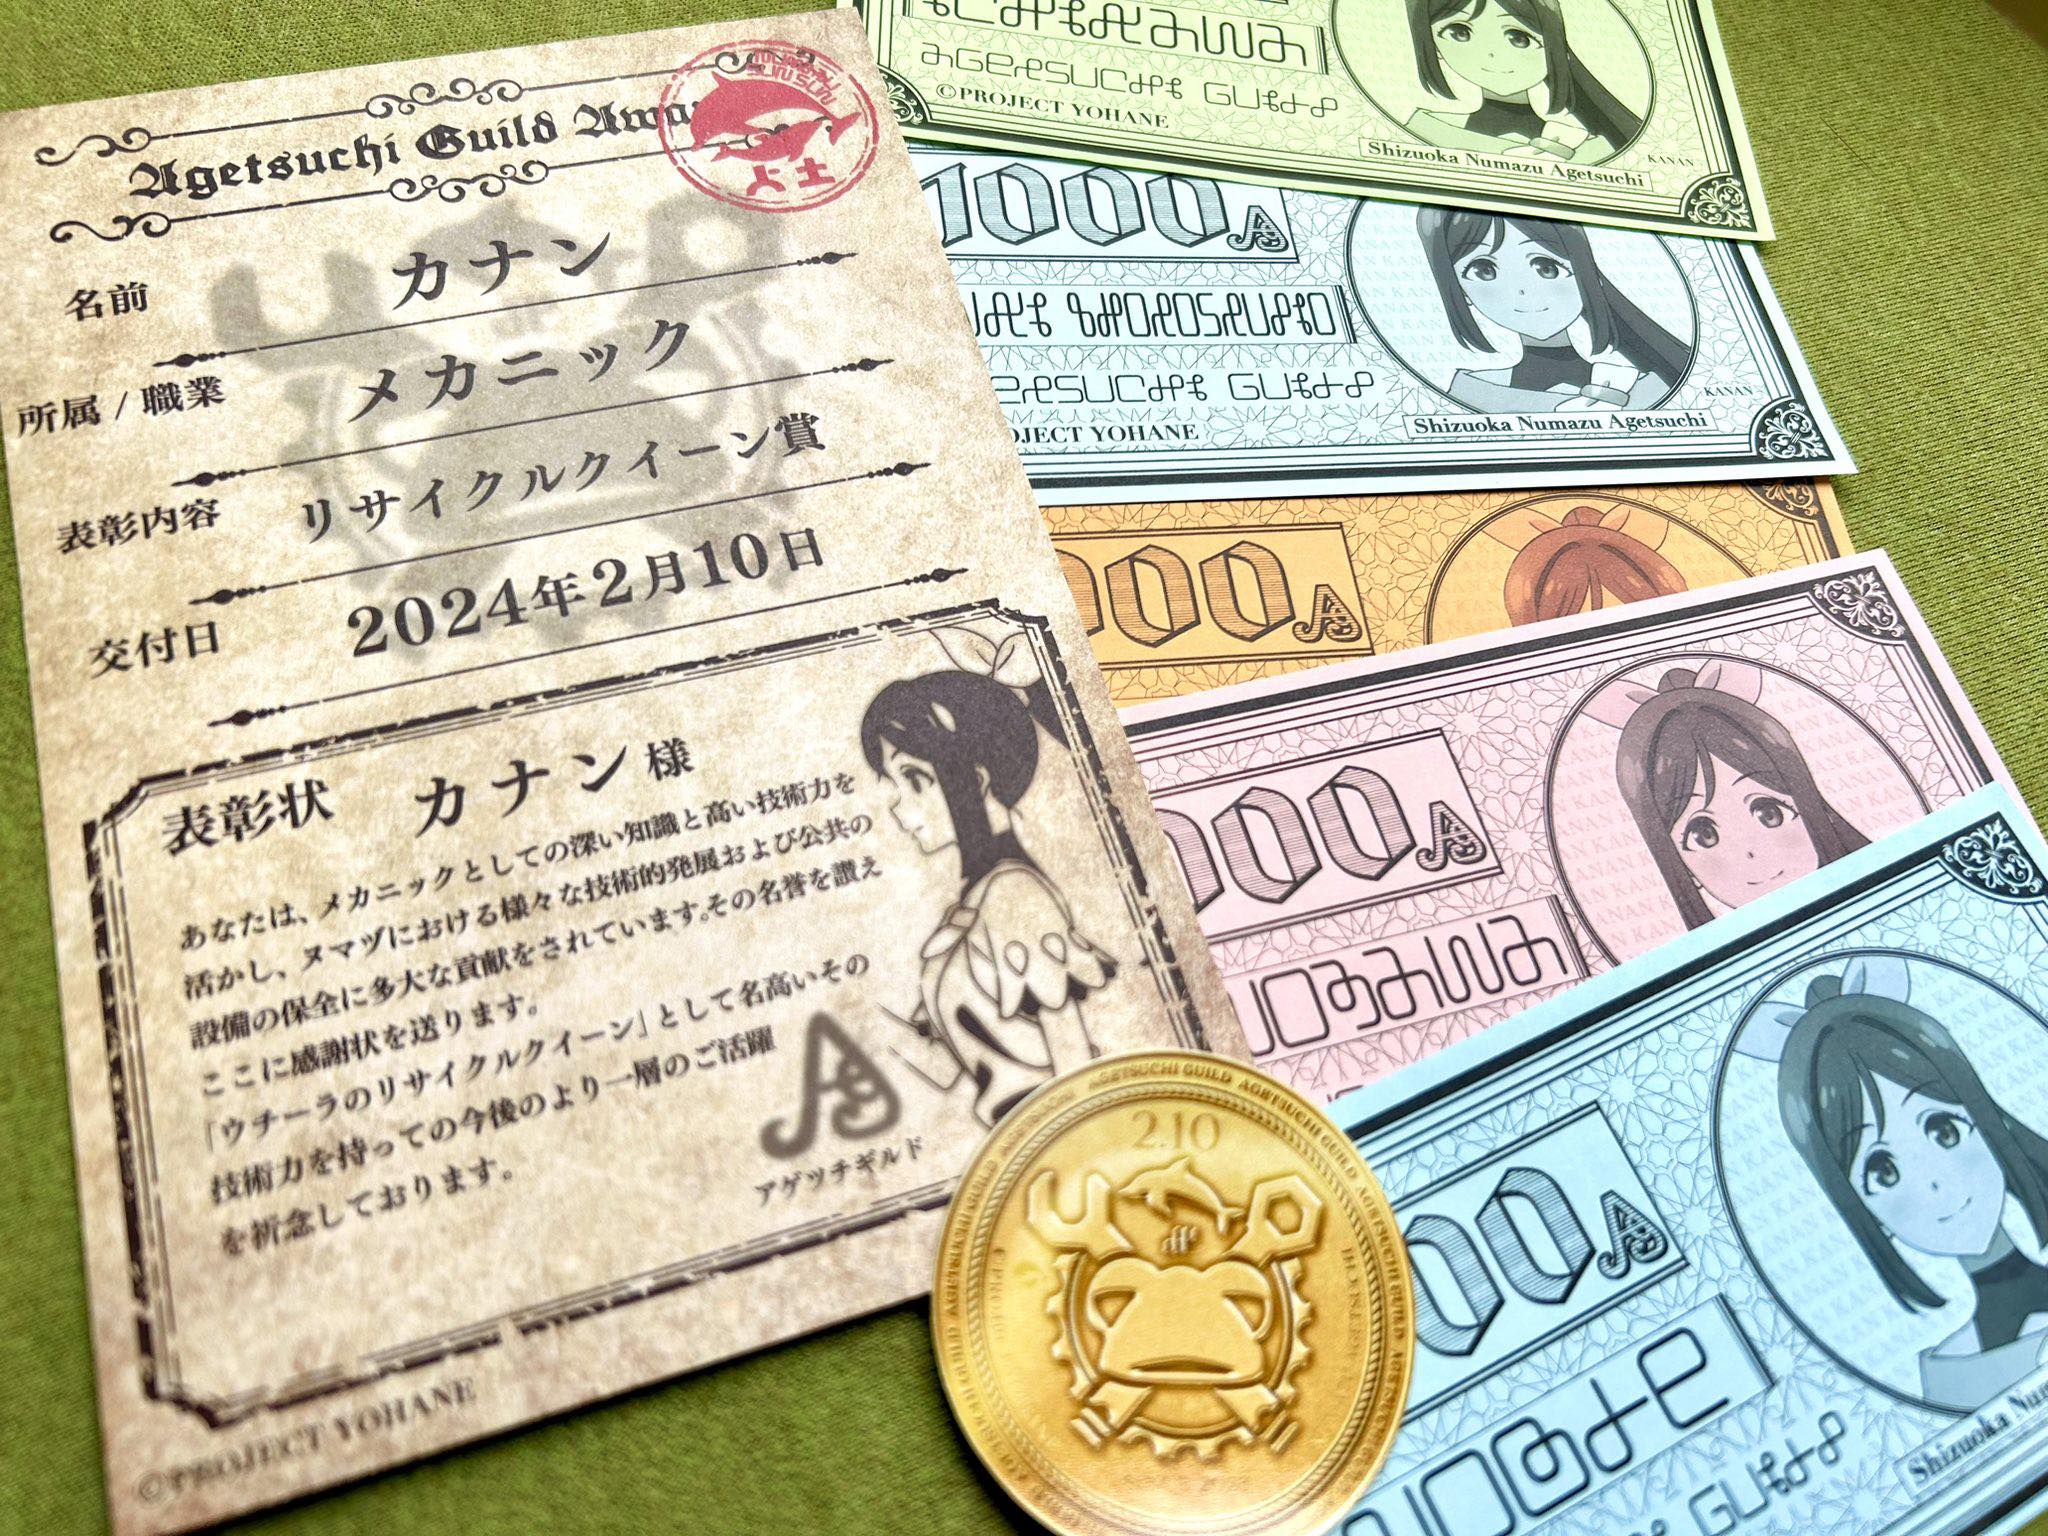 Agetsuchi Guild
上土
名前 カナン
所属 / 職業 メカニック
表彰内容 リサイクルクイーン賞
交付日 2024年2月10日
表彰状 カナン 様
あなたは、メカニックとしての深い知識と高い技術力を
活かし、ヌマヅにおける様々な技術的発展および公共の
設備の保全に多大な貢献をされています。その名誉を讃え
ここに感謝状を送ります。
「ウチーラのリサイクルクイーン」として名高いその
技術力を持っての今後のより一層のご活躍
を祈念しております。
アゲツチギルド
©PROJECT YOHANE
©PROJECT YOHANE
Shizuoka Numazu Agetsuchi
KANAN
1000
PROJECT YOHANE
Shizuoka Numazu Agetsuchi
KANAN
000
000
00
Shizuoka
AGETSUCHI GUILD AGETSUCHI GUILD
2.10